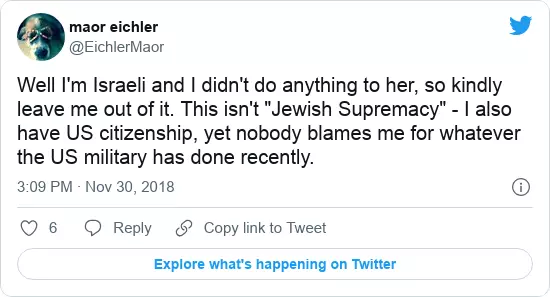 maor eichler
@EichlerMaor
Well I'm Israeli and I didn't do anything to her, so kindly
leave me out of it. This isn't "Jewish Supremacy" - I also
have US citizenship, yet nobody blames me for whatever
the US military has done recently.
3:09 PM · Nov 30, 2018
6 Reply Copy link to Tweet
Explore what's happening on Twitter